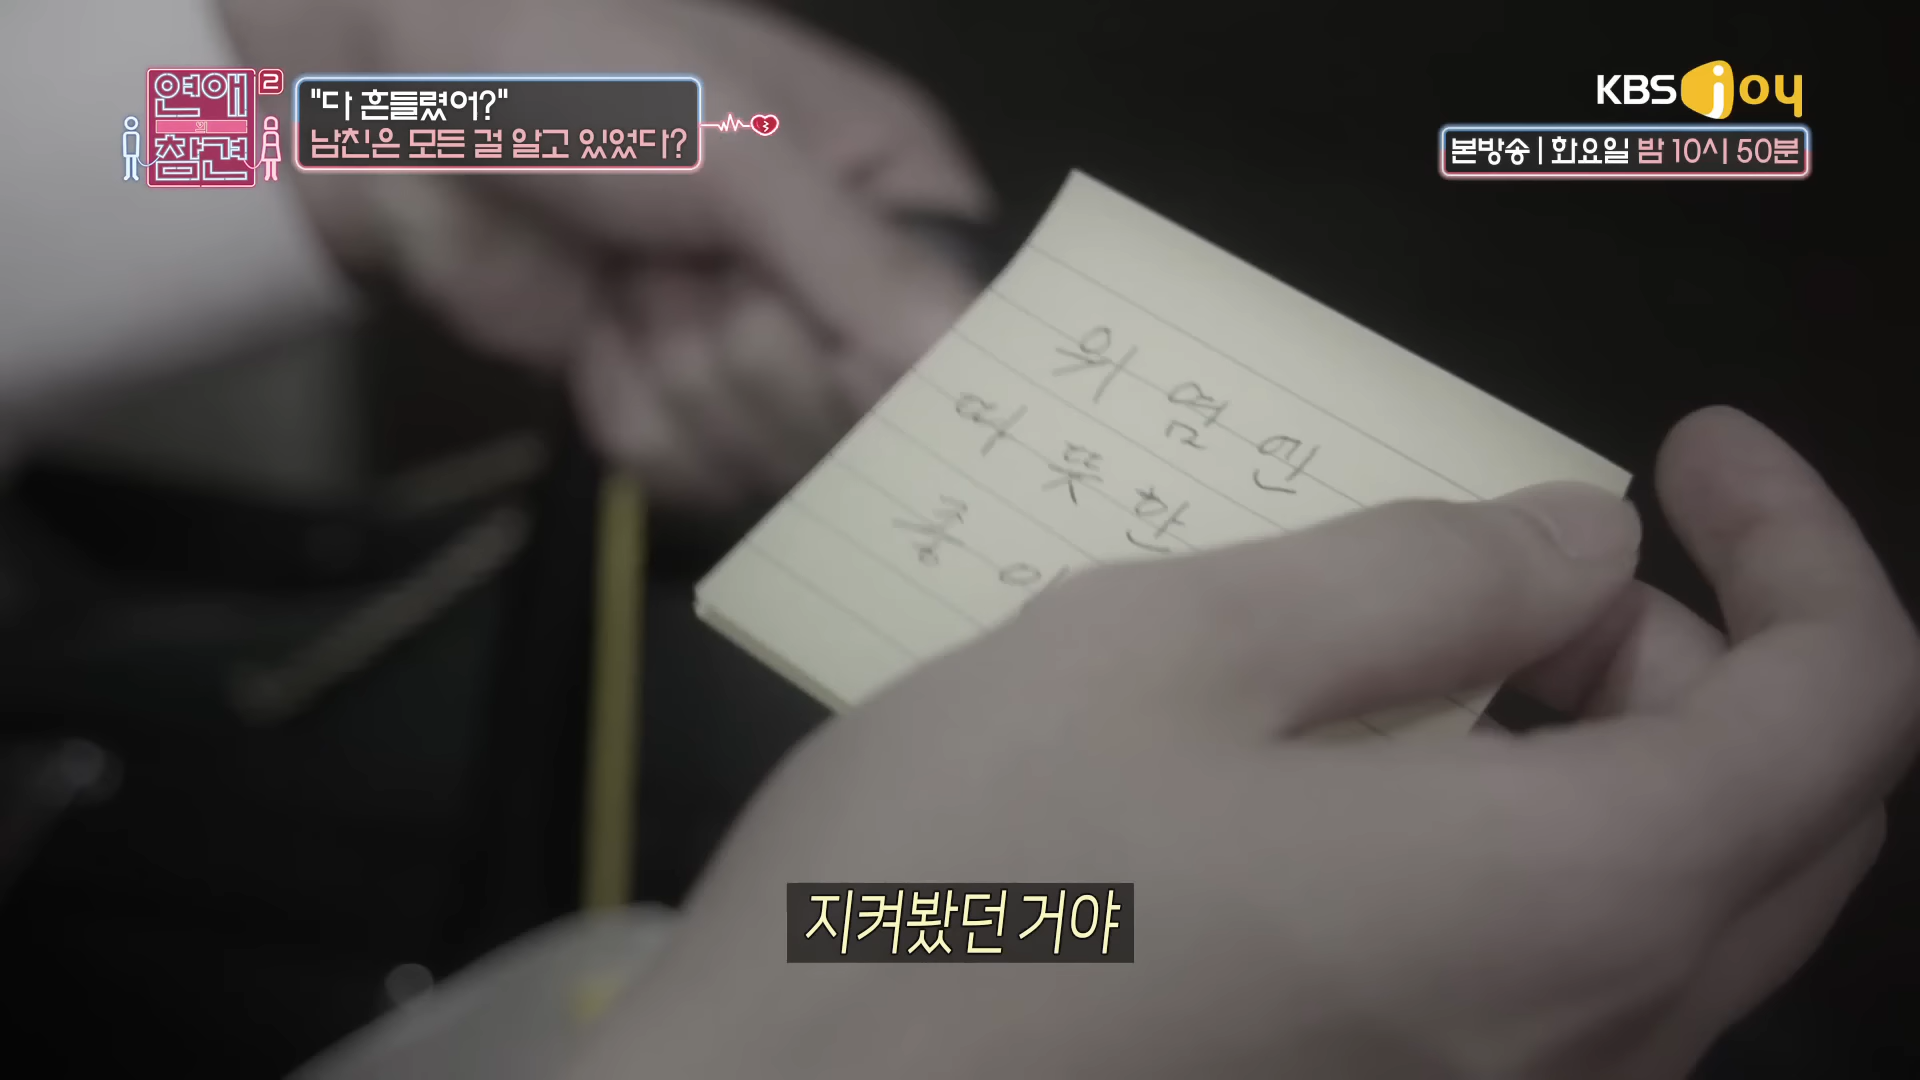 연애의 참견 2
"다 흔들렸어?"
남친은 모든 걸 알고 있었다?
KBS joy
본방송 | 화요일 밤 10시 50분
위염엔
따뜻한
지켜봤던 거야